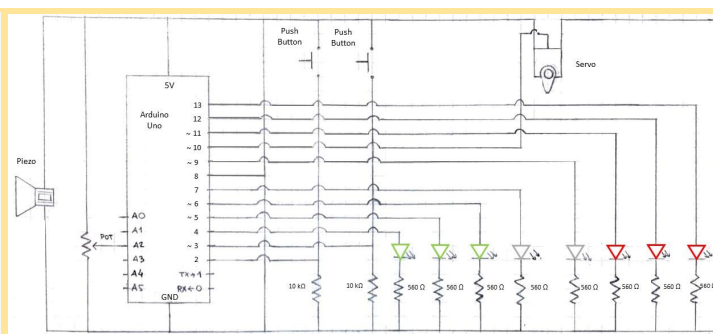 Push
Button
Push
Button
Servo
5V
Arduino
Uno
13
12
~ 11
~ 10
~ 9
8
7
~ 6
~ 5
4
~ 3
2
TX→1
RX←0
Piezo
POT
A0
A1
A2
A3
A4
A5
GND
10 kΩ
10 kΩ
560 Ω
560 Ω
560 Ω
560 Ω
560 Ω
560 Ω
560 Ω
560 Ω